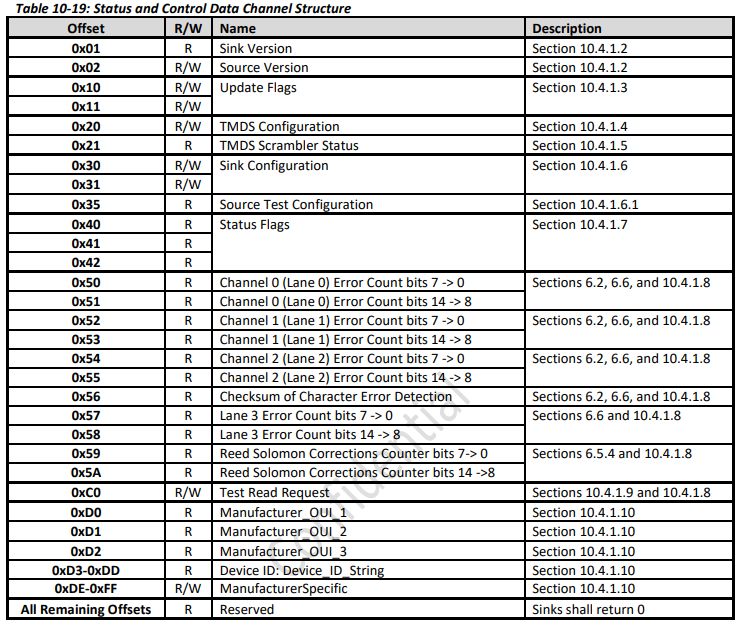 Table 10-19: Status and Control Data Channel Structure
Offset R/W Name Description
0x01 R Sink Version Section 10.4.1.2
0x02 R/W Source Version Section 10.4.1.2
0x10 R/W Update Flags Section 10.4.1.3
0x11 R/W
0x20 R/W TMDS Configuration Section 10.4.1.4
0x21 R TMDS Scrambler Status Section 10.4.1.5
0x30 R/W Sink Configuration Section 10.4.1.6
0x31 R/W
0x35 R Source Test Configuration Section 10.4.1.6.1
0x40 R Status Flags Section 10.4.1.7
0x41 R
0x42 R
0x50 R Channel 0 (Lane 0) Error Count bits 7 -> 0 Sections 6.2, 6.6, and 10.4.1.8
0x51 R Channel 0 (Lane 0) Error Count bits 14 -> 8
0x52 R Channel 1 (Lane 1) Error Count bits 7 -> 0 Sections 6.2, 6.6, and 10.4.1.8
0x53 R Channel 1 (Lane 1) Error Count bits 14 -> 8
0x54 R Channel 2 (Lane 2) Error Count bits 7 -> 0 Sections 6.2, 6.6, and 10.4.1.8
0x55 R Channel 2 (Lane 2) Error Count bits 14 -> 8
0x56 R Checksum of Character Error Detection Sections 6.2, 6.6, and 10.4.1.8
0x57 R Lane 3 Error Count bits 7 -> 0 Sections 6.6 and 10.4.1.8
0x58 R Lane 3 Error Count bits 14 -> 8
0x59 R Reed Solomon Corrections Counter bits 7-> 0 Sections 6.5.4 and 10.4.1.8
0x5A R Reed Solomon Corrections Counter bits 14 ->8
0xC0 R/W Test Read Request Sections 10.4.1.9 and 10.4.1.8
0xD0 R Manufacturer_OUI_1 Section 10.4.1.10
0xD1 R Manufacturer_OUI_2 Section 10.4.1.10
0xD2 R Manufacturer_OUI_3 Section 10.4.1.10
0xD3-0xDD R Device ID: Device_ID_String Section 10.4.1.10
0xDE-0xFF R/W ManufacturerSpecific Section 10.4.1.10
All Remaining Offsets R Reserved Sinks shall return 0
Confidential